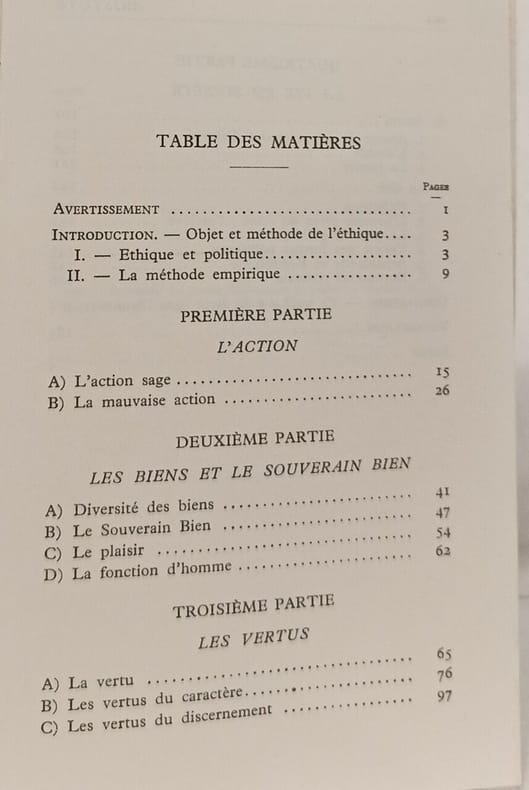 TABLE DES MATIÈRES
PAGES
AVERTISSEMENT ................................ 1
INTRODUCTION. — Objet et méthode de l'éthique.... 3
I. — Ethique et politique.................... 3
II. — La méthode empirique ................. 9
PREMIÈRE PARTIE
L'ACTION
A) L'action sage ................................ 15
B) La mauvaise action ......................... 26
DEUXIÈME PARTIE
LES BIENS ET LE SOUVERAIN BIEN
A) Diversité des biens ......................... 41
B) Le Souverain Bien ......................... 47
C) Le plaisir .................................. 54
D) La fonction d'homme ....................... 62
TROISIÈME PARTIE
LES VERTUS
A) La vertu .................................... 65
B) Les vertus du caractère....................... 76
C) Les vertus du discernement ................. 97